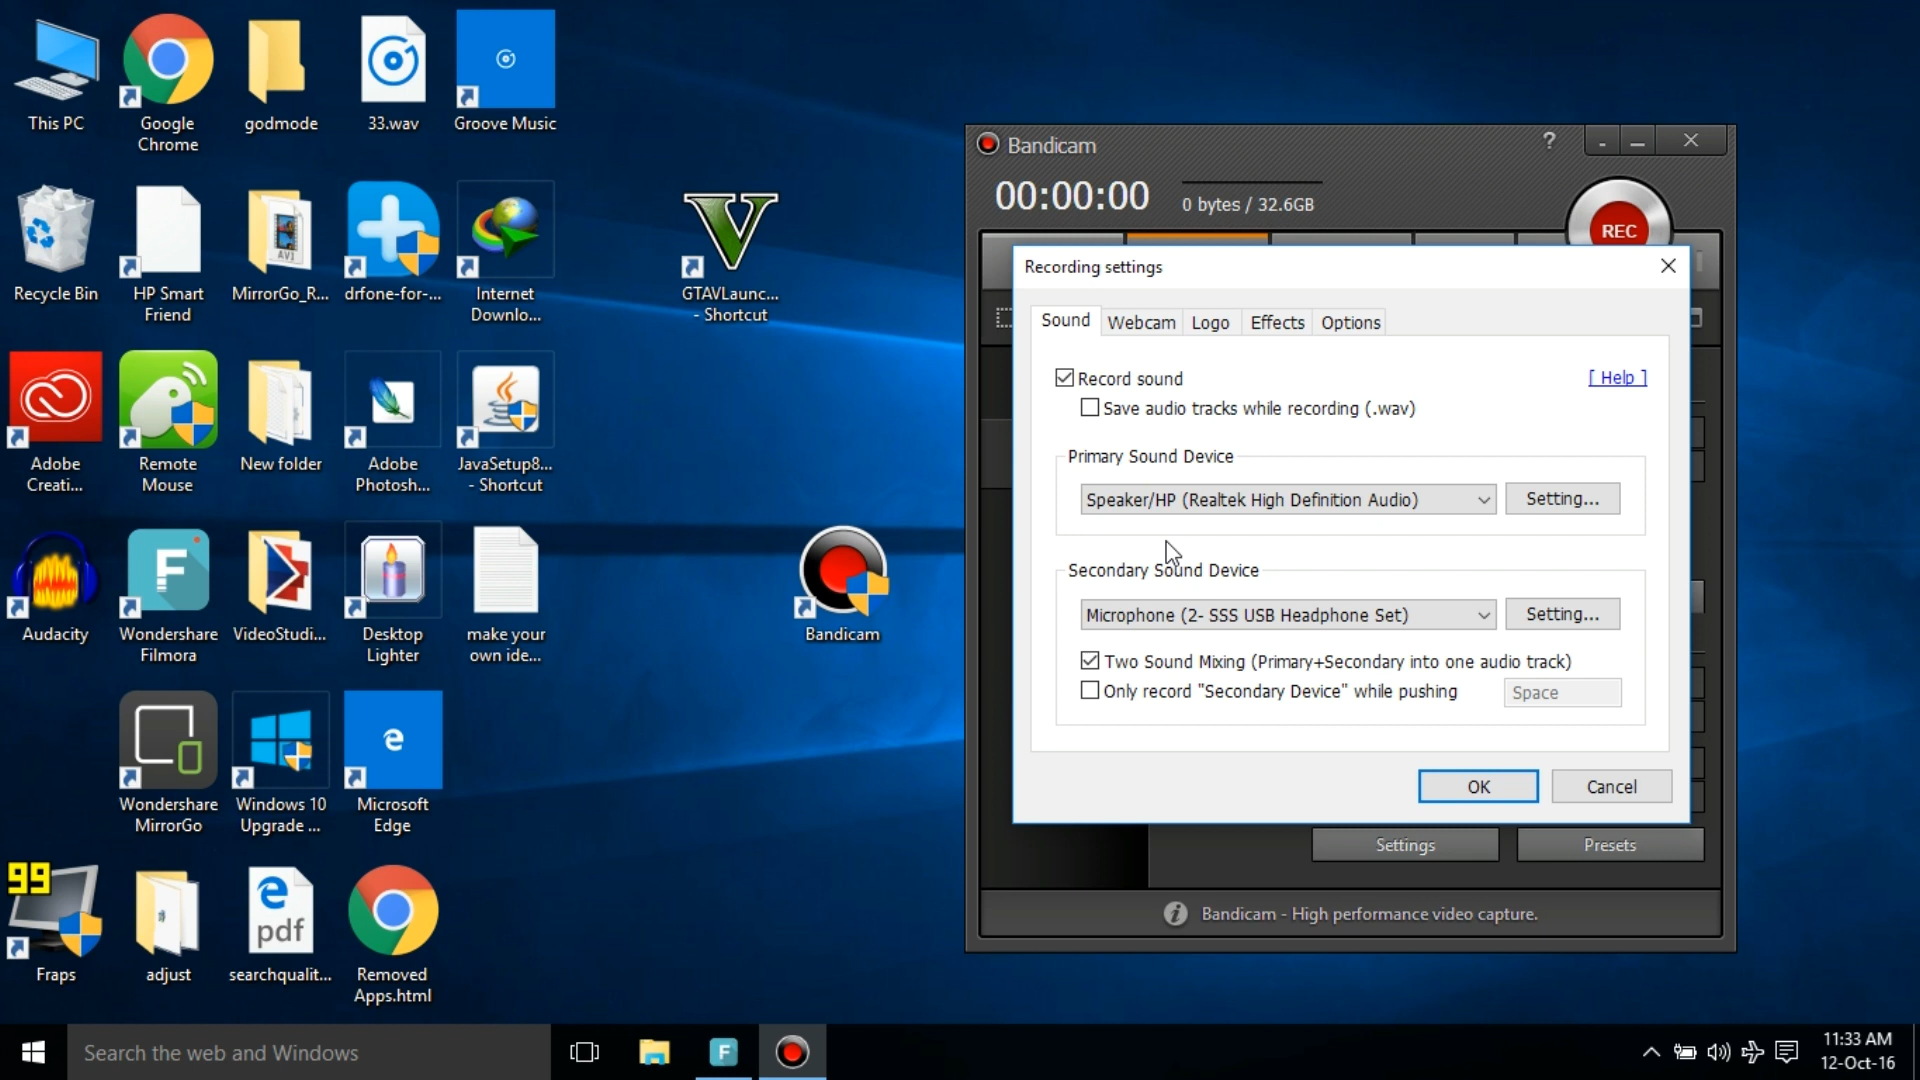 This PC
Google
Chrome
godmode
33.wav
Groove Music
Recycle Bin
HP Smart
Friend
AVI
MirrorGo_R...
drfone-for-...
Internet
Downlo...
GTAVLaunc...
- Shortcut
Adobe
Creati...
Remote
Mouse
New folder
Adobe
Photosh...
JavaSetup8...
- Shortcut
Audacity
F
Wondershare
Filmora
VideoStudi...
Desktop
Lighter
make your
own ide...
Bandicam
Wondershare
MirrorGo
Windows 10
Upgrade ...
Microsoft
Edge
99
Fraps
adjust
pdf
searchqualit...
Removed
Apps.html
Bandicam
?
00:00:00
0 bytes / 32.6GB
REC
Recording settings
Sound
Webcam
Logo
Effects
Options
Record sound
[ Help ]
Save audio tracks while recording (.wav)
Primary Sound Device
Speaker/HP (Realtek High Definition Audio)
Setting...
Secondary Sound Device
Microphone (2- SSS USB Headphone Set)
Setting...
Two Sound Mixing (Primary+Secondary into one audio track)
Only record "Secondary Device" while pushing
Space
OK
Cancel
Settings
Presets
Bandicam - High performance video capture.
Search the web and Windows
F
11:33 AM
12-Oct-16